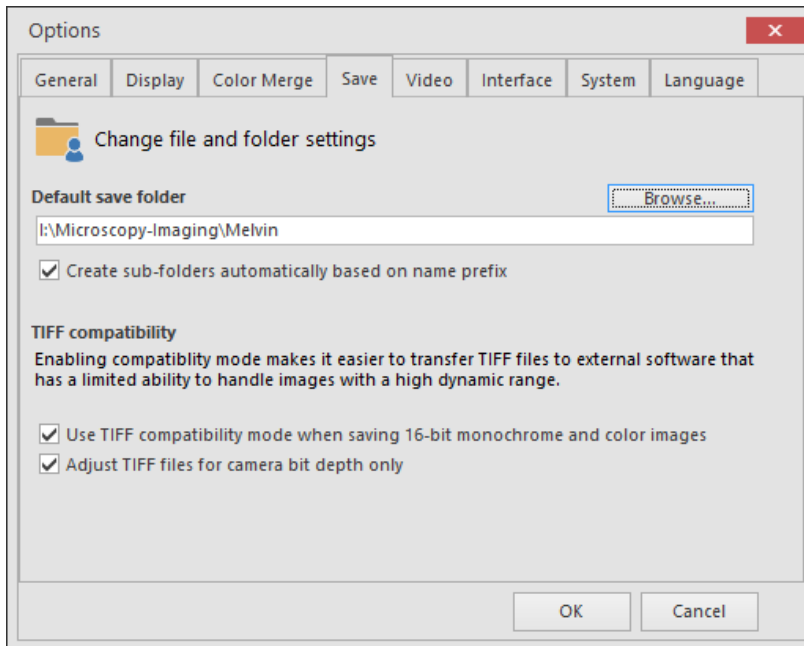 Options
General Display Color Merge Save Video Interface System Language
Change file and folder settings
Default save folder Browse...
I:\Microscopy-Imaging\Melvin
Create sub-folders automatically based on name prefix
TIFF compatibility
Enabling compatiblity mode makes it easier to transfer TIFF files to external software that
has a limited ability to handle images with a high dynamic range.
Use TIFF compatibility mode when saving 16-bit monochrome and color images
Adjust TIFF files for camera bit depth only
OK Cancel